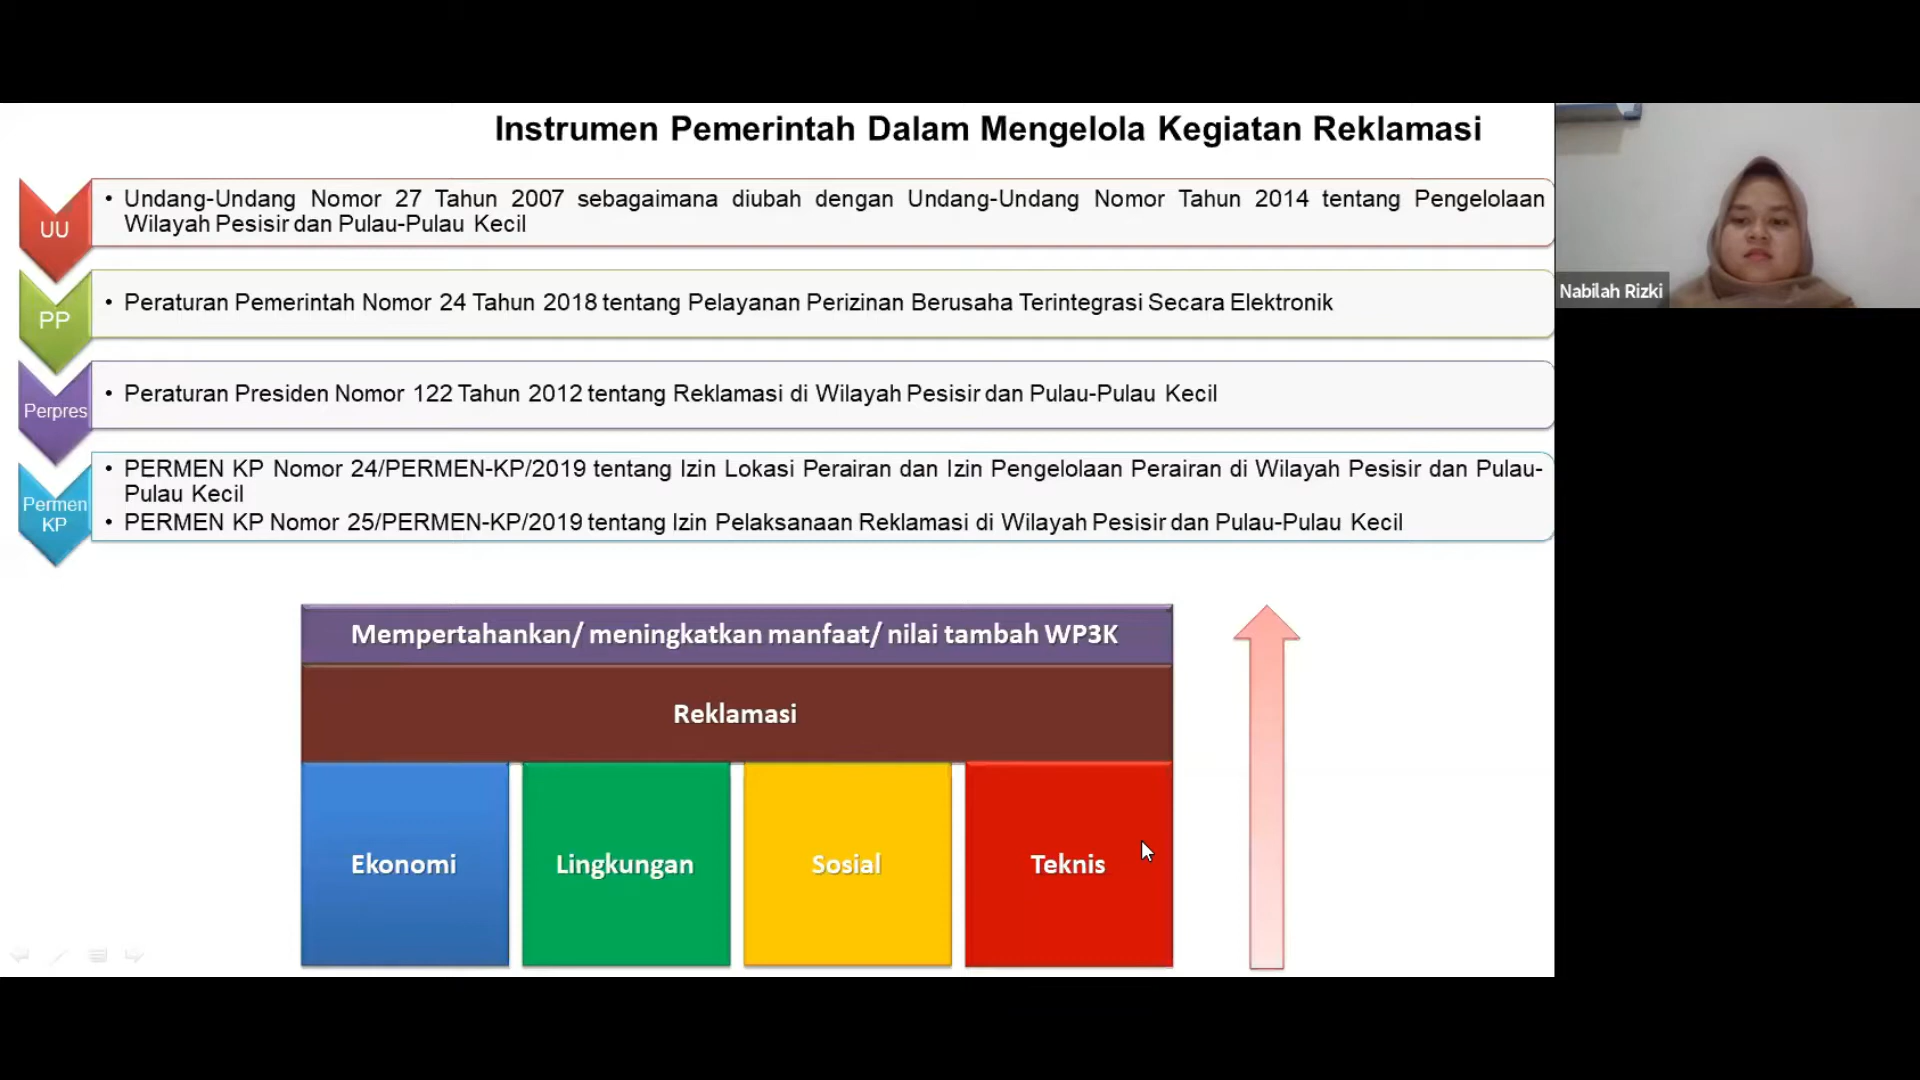 Instrumen Pemerintah Dalam Mengelola Kegiatan Reklamasi
UU
• Undang-Undang Nomor 27 Tahun 2007 sebagaimana diubah dengan Undang-Undang Nomor Tahun 2014 tentang Pengelolaan
Wilayah Pesisir dan Pulau-Pulau Kecil
PP
• Peraturan Pemerintah Nomor 24 Tahun 2018 tentang Pelayanan Perizinan Berusaha Terintegrasi Secara Elektronik
Perpres
• Peraturan Presiden Nomor 122 Tahun 2012 tentang Reklamasi di Wilayah Pesisir dan Pulau-Pulau Kecil
Permen
KP
• PERMEN KP Nomor 24/PERMEN-KP/2019 tentang Izin Lokasi Perairan dan Izin Pengelolaan Perairan di Wilayah Pesisir dan Pulau-
Pulau Kecil
• PERMEN KP Nomor 25/PERMEN-KP/2019 tentang Izin Pelaksanaan Reklamasi di Wilayah Pesisir dan Pulau-Pulau Kecil
Mempertahankan/ meningkatkan manfaat/ nilai tambah WP3K
Reklamasi
Ekonomi
Lingkungan
Sosial
Teknis
Nabilah Rizki